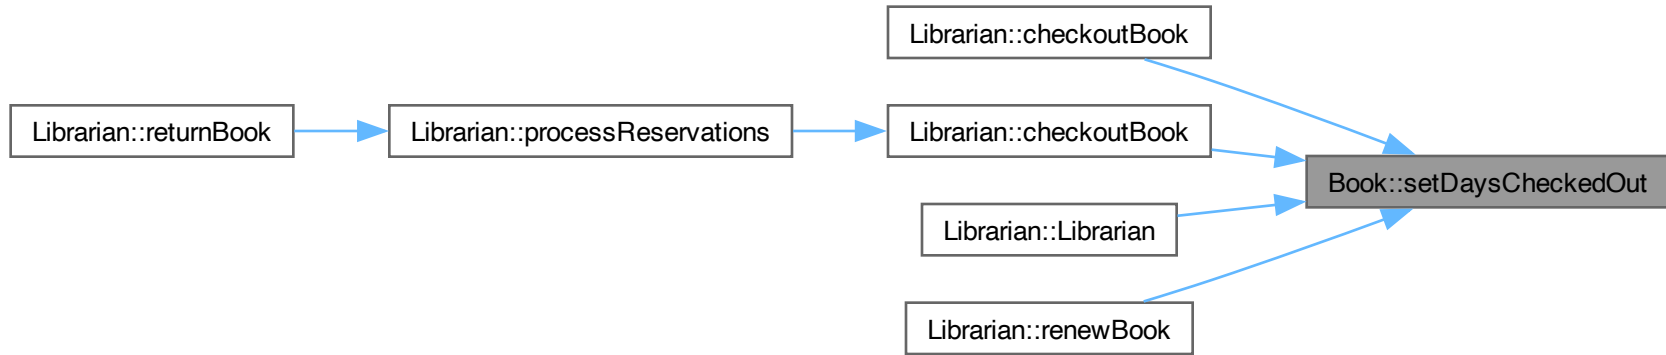 Librarian::checkoutBook
Librarian::returnBook
Librarian::processReservations
Librarian::checkoutBook
Book::setDaysCheckedOut
Librarian::Librarian
Librarian::renewBook